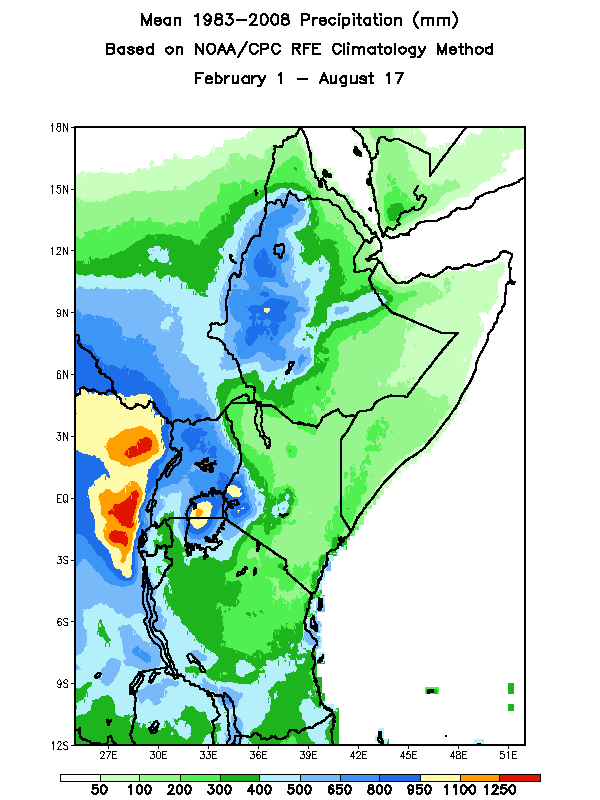 Mean 1983–2008 Precipitation (mm)
Based on NOAA/CPC RFE Climatology Method
February 1 – August 17
18N
15N
12N
9N
6N
3N
EQ
3S
6S
9S
12S
27E 30E 33E 36E 39E 42E 45E 48E 51E
50 100 200 300 400 500 650 800 950 1100 1250